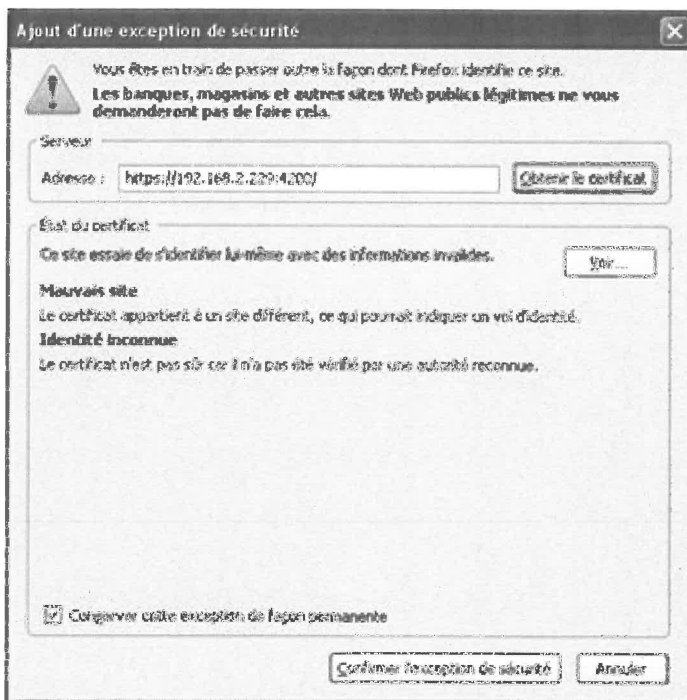 Ajout d'une exception de sécurité
Vous êtes en train de passer outre la façon dont Firefox identifie ce site.
Les banques, magasins et autres sites Web publics légitimes ne vous
demanderont pas de faire cela.
Serveur
Adresse : https://192.168.2.229:4200/ Obtenir le certificat
État du certificat
Ce site essaie de s'identifier lui-même avec des informations invalides. Voir...
Mauvais site
Le certificat appartient à un site différent, ce qui pourrait indiquer un vol d'identité.
Identité inconnue
Le certificat n'est pas sûr car il n'a pas été vérifié par une autorité reconnue.
Conserver cette exception de façon permanente
Confirmer l'exception de sécurité Annuler